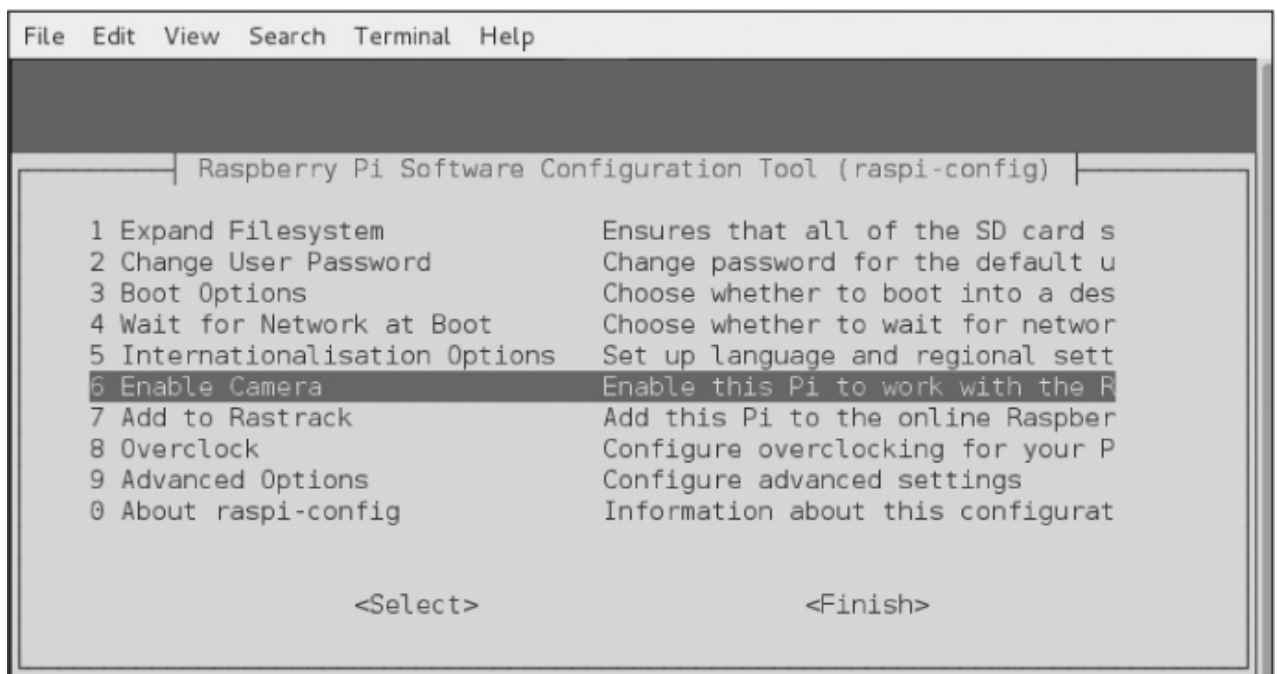 File Edit View Search Terminal Help
Raspberry Pi Software Configuration Tool (raspi-config)
1 Expand Filesystem Ensures that all of the SD card s
2 Change User Password Change password for the default u
3 Boot Options Choose whether to boot into a des
4 Wait for Network at Boot Choose whether to wait for networ
5 Internationalisation Options Set up language and regional sett
6 Enable Camera Enable this Pi to work with the R
7 Add to Rastrack Add this Pi to the online Raspber
8 Overclock Configure overclocking for your P
9 Advanced Options Configure advanced settings
0 About raspi-config Information about this configurat
<Select> <Finish>